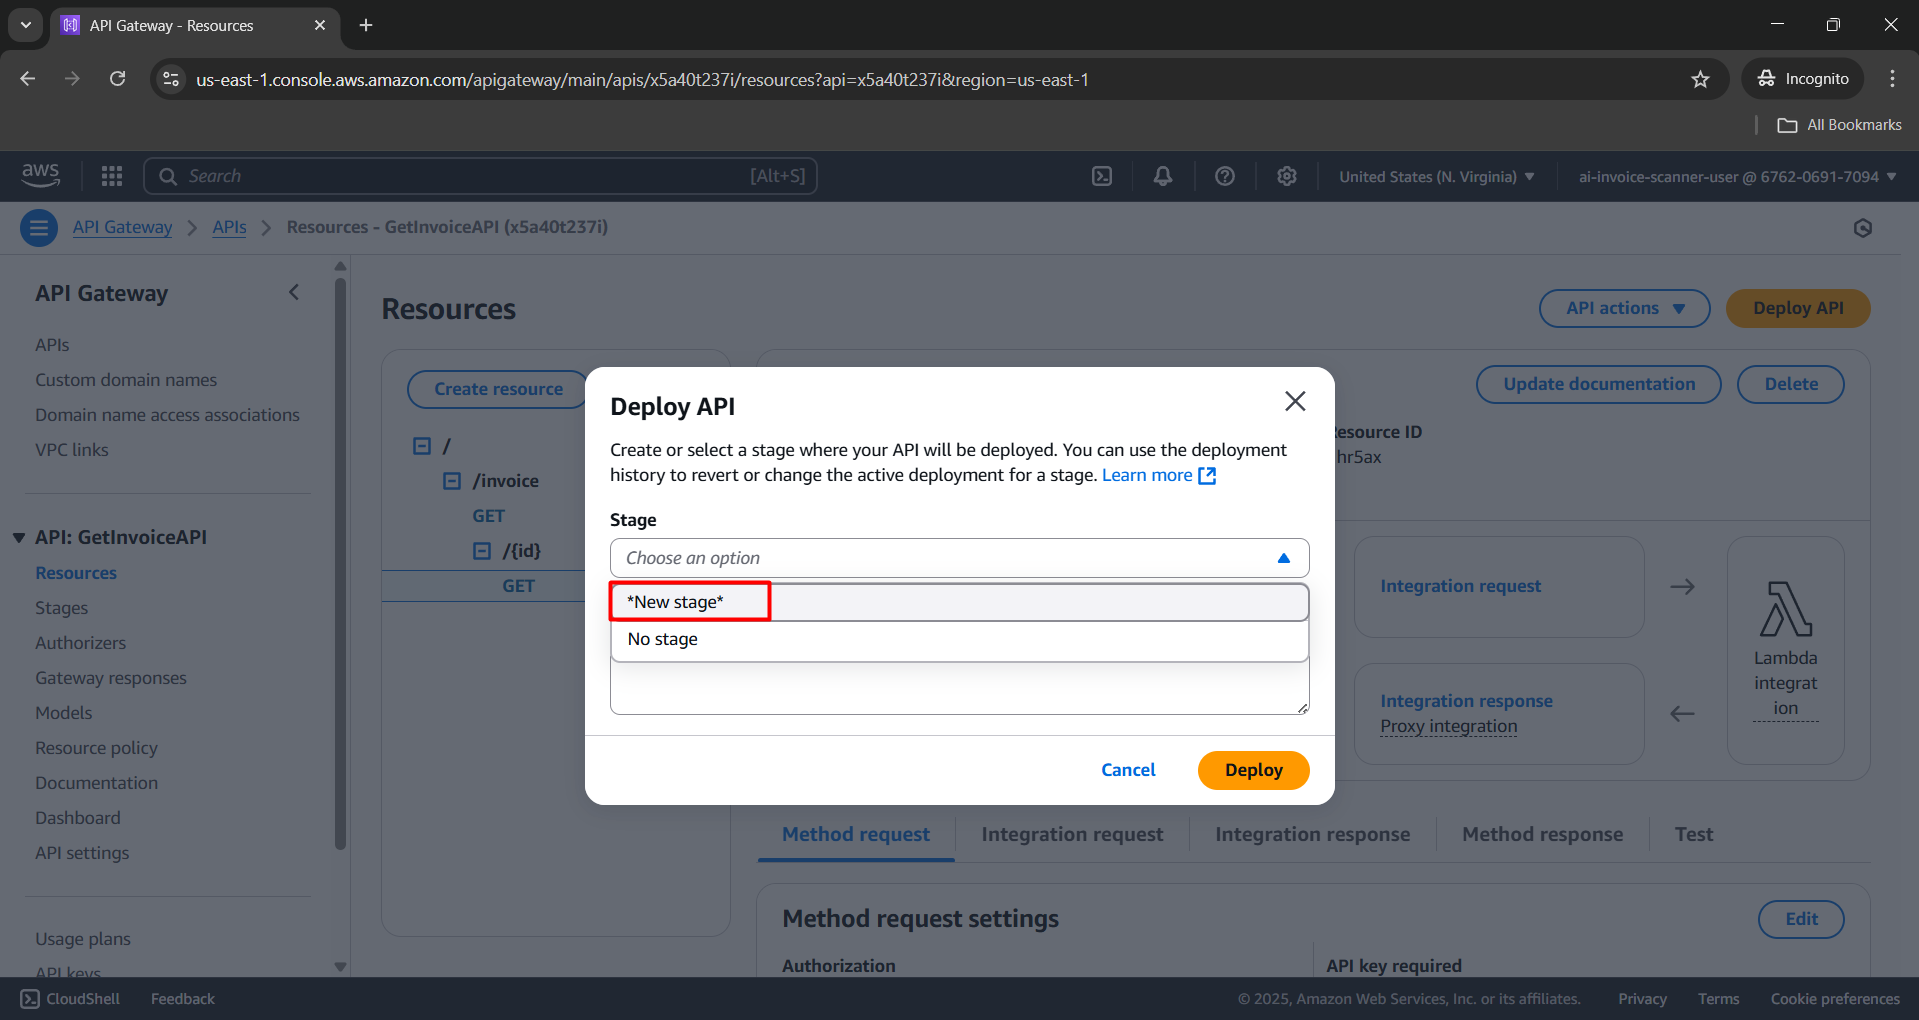 API Gateway - Resources
us-east-1.console.aws.amazon.com/apigateway/main/apis/x5a40t237i/resources?api=x5a40t237i&region=us-east-1
Incognito
All Bookmarks
aws
Search
[Alt+S]
United States (N. Virginia)
ai-invoice-scanner-user @ 6762-0691-7094
API Gateway
APIs
Resources - GetInvoiceAPI (x5a40t237i)
API Gateway
APIs
Custom domain names
Domain name access associations
VPC links
API: GetInvoiceAPI
Resources
Stages
Authorizers
Gateway responses
Models
Resource policy
Documentation
Dashboard
API settings
Usage plans
API keys
Resources
API actions
Deploy API
Create resource
/
/invoice
GET
/{id}
GET
Update documentation
Delete
Resource ID
hr5ax
Deploy API
Create or select a stage where your API will be deployed. You can use the deployment
history to revert or change the active deployment for a stage. Learn more
Stage
Choose an option
*New stage*
No stage
Cancel
Deploy
Integration request
Integration response
Proxy integration
Lambda
integrat
ion
Method request
Integration request
Integration response
Method response
Test
Method request settings
Edit
Authorization
API key required
CloudShell
Feedback
© 2025, Amazon Web Services, Inc. or its affiliates.
Privacy
Terms
Cookie preferences